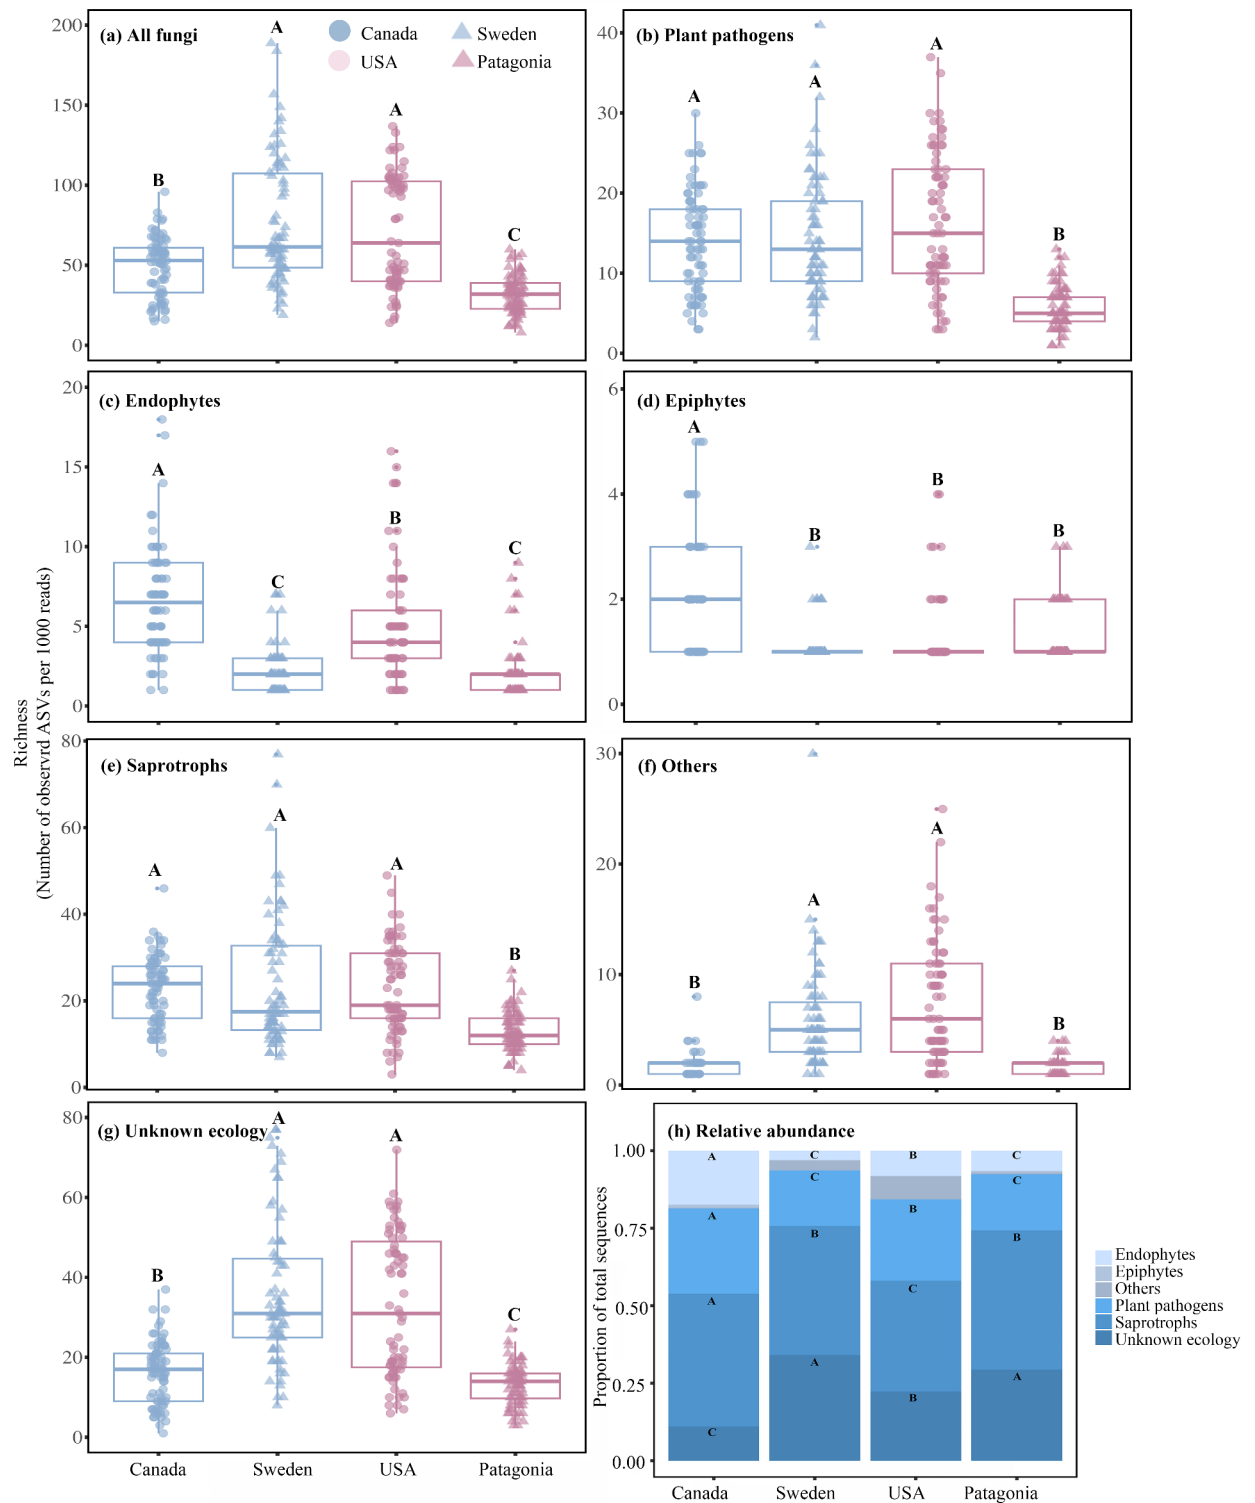 (a) All fungi
Canada
Sweden
USA
Patagonia
200
150
100
50
0
B
A
A
C
(b) Plant pathogens
40
30
20
10
0
A
A
A
B
(c) Endophytes
20
15
10
5
0
A
C
B
C
(d) Epiphytes
6
4
2
0
A
B
B
B
Richness
(Number of observrd ASVs per 1000 reads)
(e) Saprotrophs
80
60
40
20
0
A
A
A
B
(f) Others
30
20
10
0
B
A
A
B
(g) Unknown ecology
80
60
40
20
0
B
A
A
C
Canada
Sweden
USA
Patagonia
(h) Relative abundance
Proportion of total sequences
1.00
0.75
0.50
0.25
0.00
A
C
B
C
A
C
B
C
A
B
C
B
C
A
B
A
Canada
Sweden
USA
Patagonia
Endophytes
Epiphytes
Others
Plant pathogens
Saprotrophs
Unknown ecology